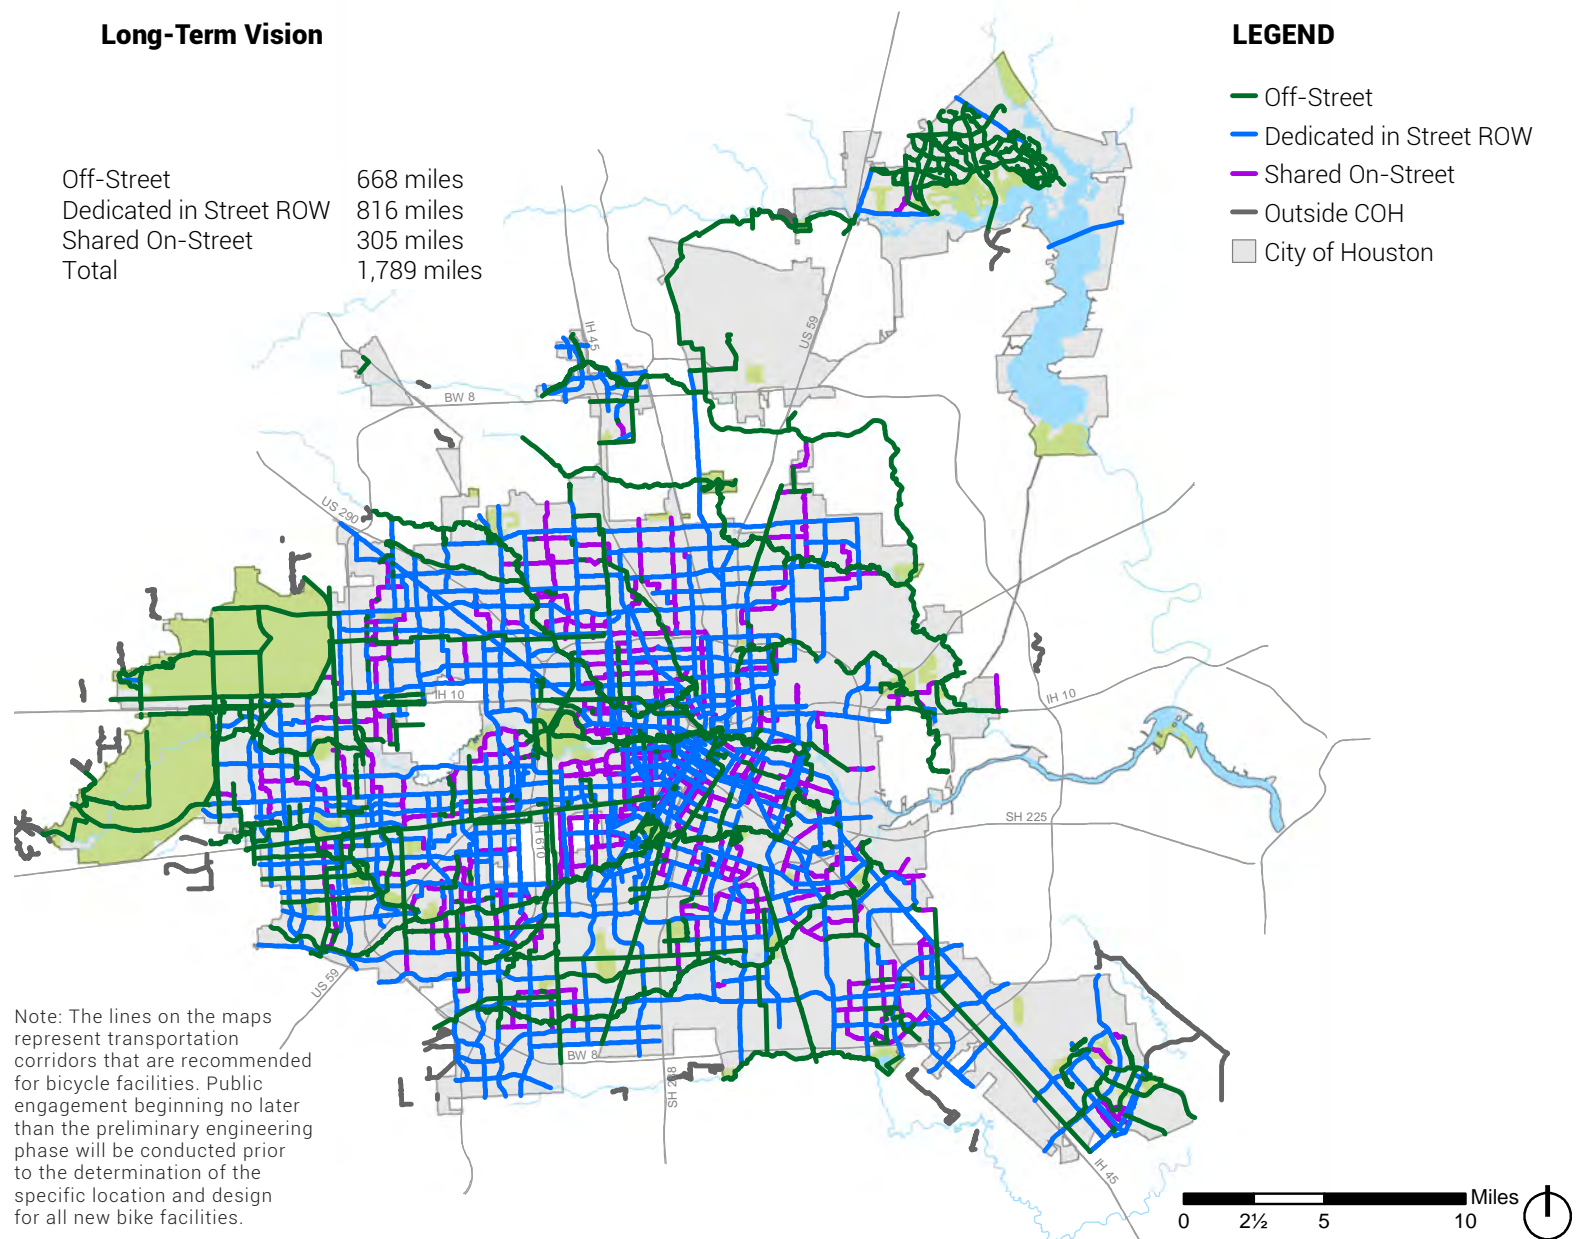 Long-Term Vision
Off-Street 668 miles
Dedicated in Street ROW 816 miles
Shared On-Street 305 miles
Total 1,789 miles
LEGEND
Off-Street
Dedicated in Street ROW
Shared On-Street
Outside COH
City of Houston
IH 45
US 59
BW 8
US 290
IH 10
IH 10
IH 610
SH 225
US 59
BW 8
SH 288
IH 45
Note: The lines on the maps
represent transportation
corridors that are recommended
for bicycle facilities. Public
engagement beginning no later
than the preliminary engineering
phase will be conducted prior
to the determination of the
specific location and design
for all new bike facilities.
Miles
0 2½ 5 10